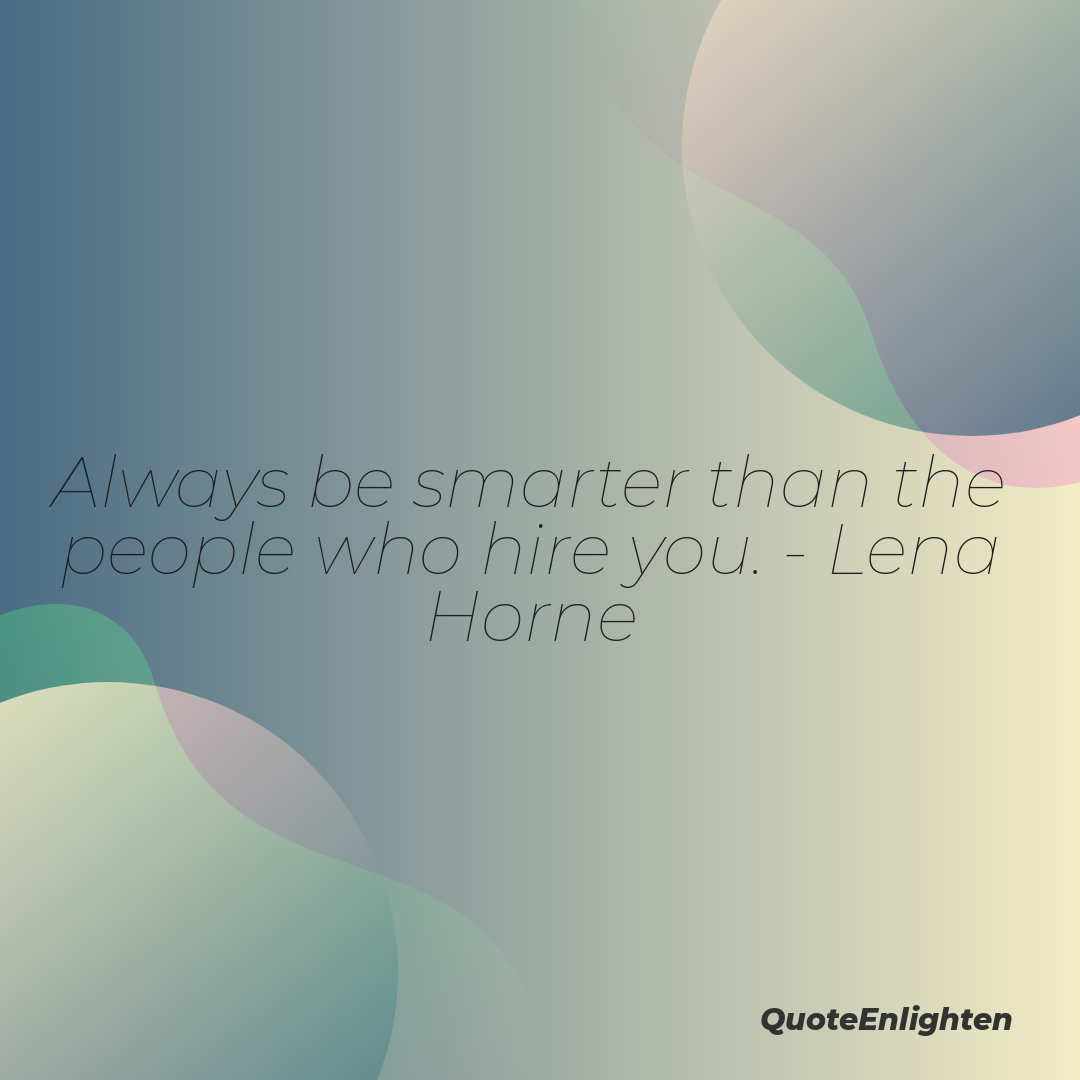 Always be smarter than the
people who hire you. - Lena
Horne
QuoteEnlighten